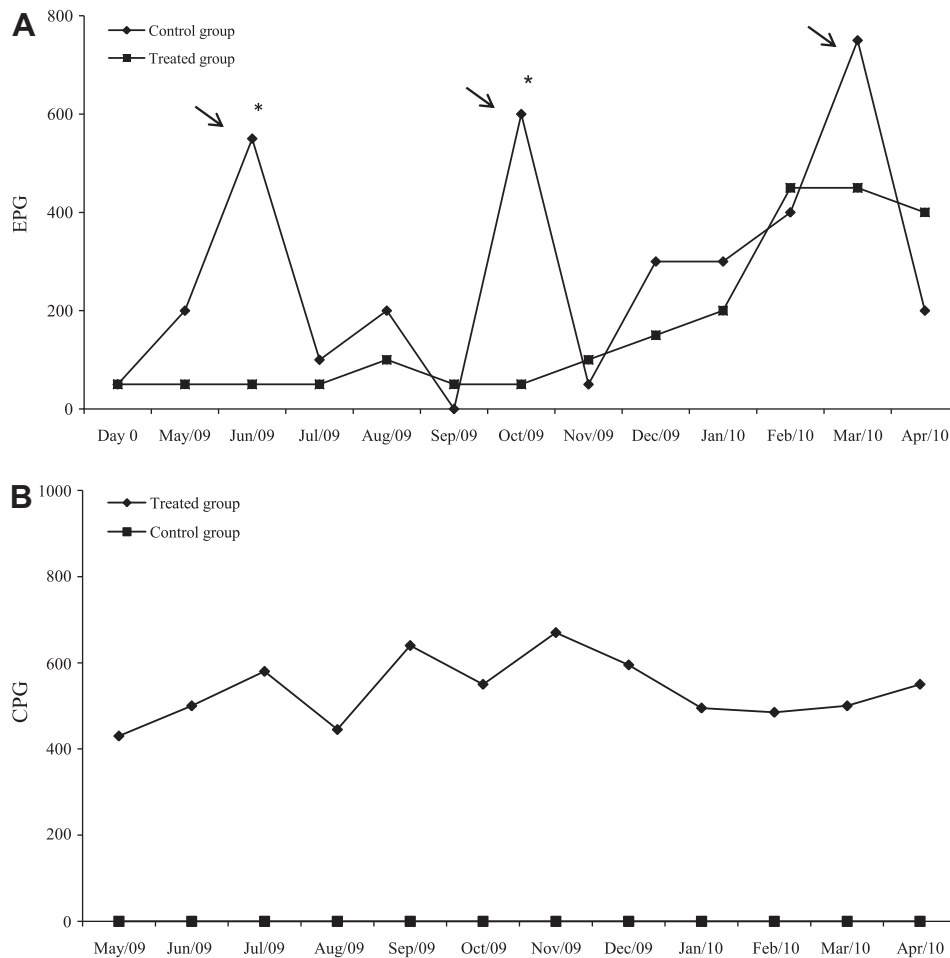 A
800
Control group
Treated group
*
*
600
EPG
400
200
0
Day 0 May/09 Jun/09 Jul/09 Aug/09 Sep/09 Oct/09 Nov/09 Dec/09 Jan/10 Feb/10 Mar/10 Apr/10
B
1000
Treated group
Control group
800
600
CPG
400
200
0
May/09 Jun/09 Jul/09 Aug/09 Sep/09 Oct/09 Nov/09 Dec/09 Jan/10 Feb/10 Mar/10 Apr/10